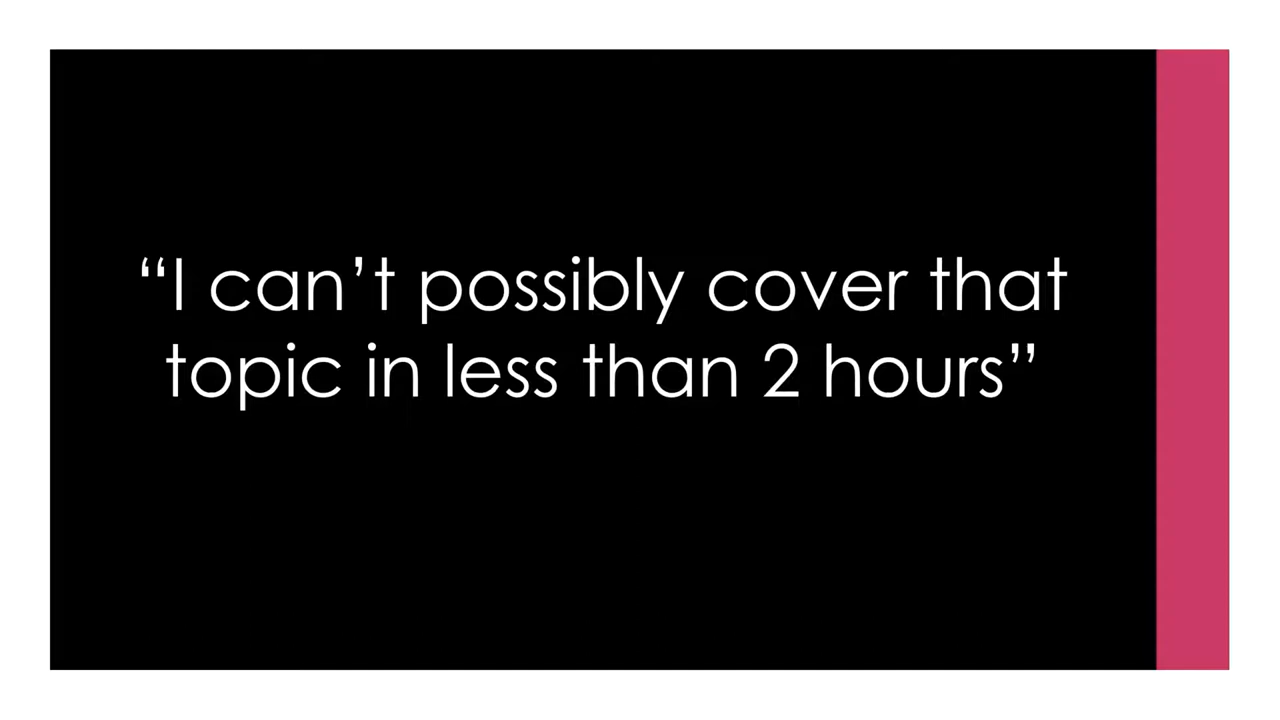 “I can’t possibly cover that
topic in less than 2 hours”